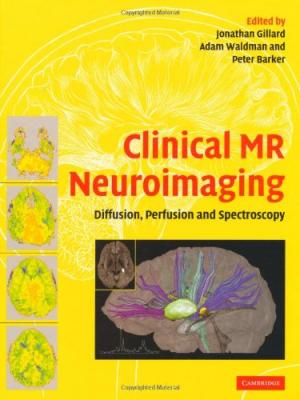 Edited by
Jonathan Gillard
Adam Waldman and
Peter Barker
Clinical MR
Neuroimaging
Diffusion, Perfusion and Spectroscopy
CAMBRIDGE